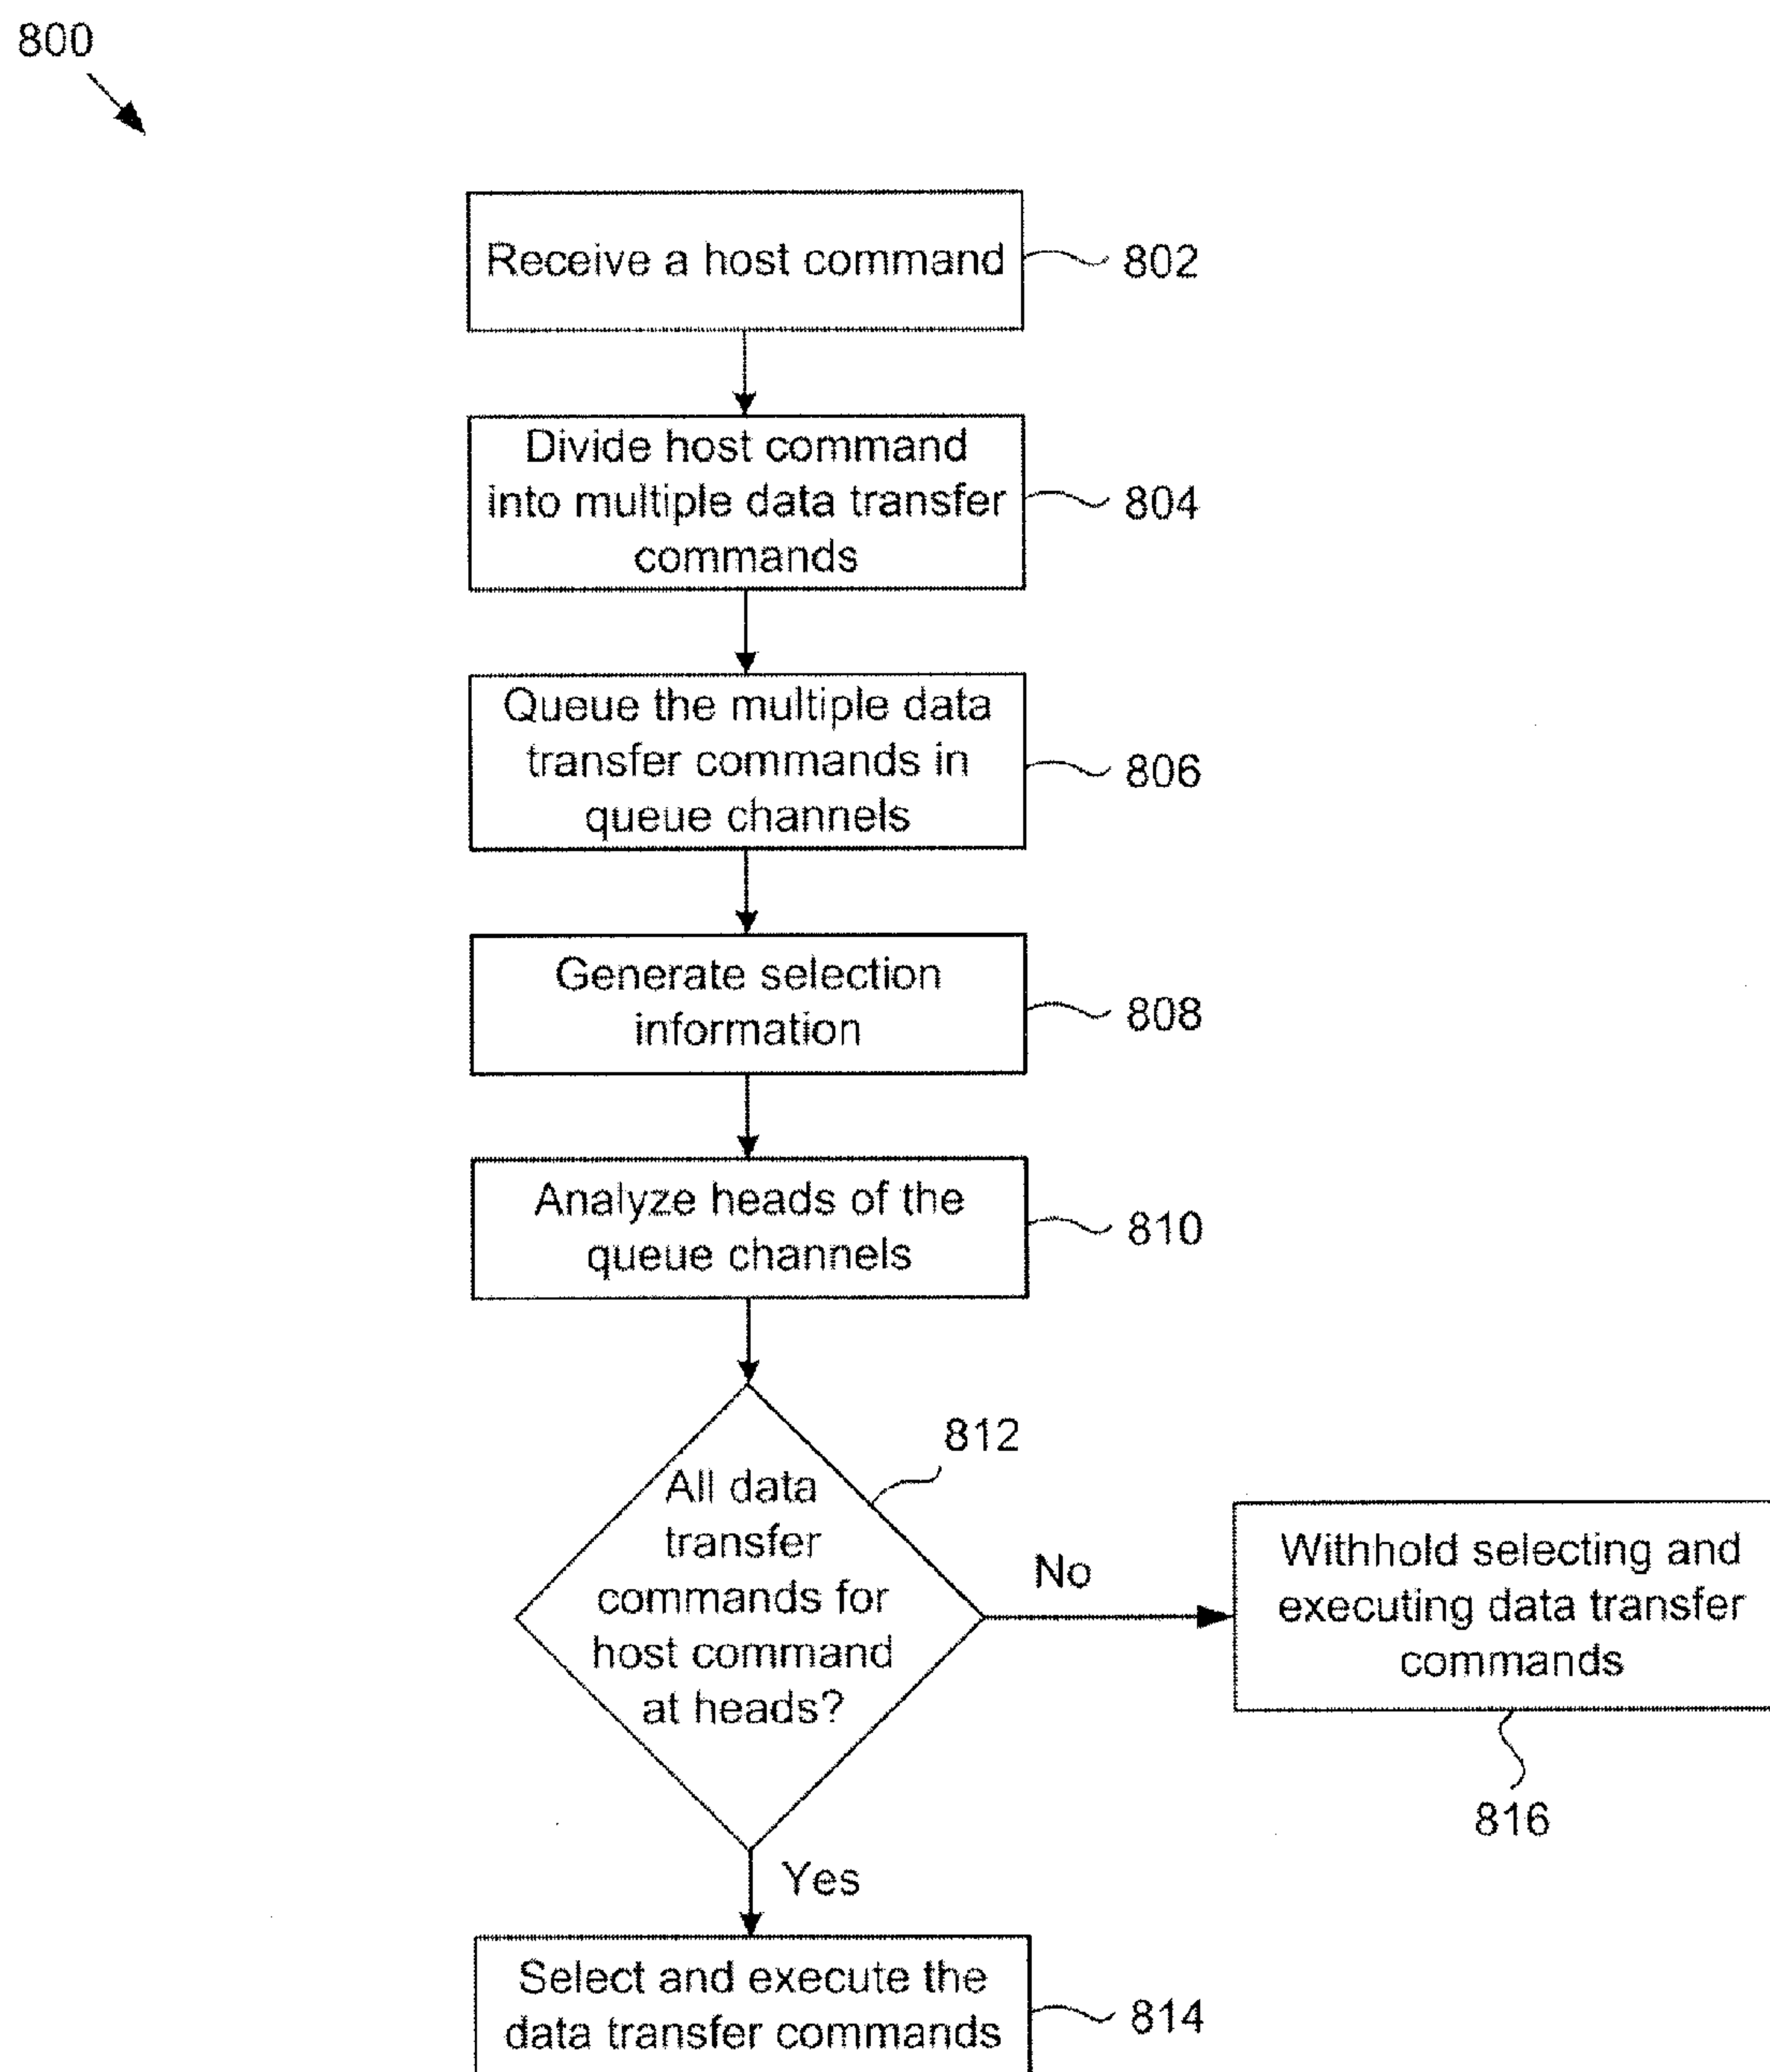 800
Receive a host command
802
Divide host command
into multiple data transfer
commands
804
Queue the multiple data
transfer commands in
queue channels
806
Generate selection
information
808
Analyze heads of the
queue channels
810
812
All data
transfer
commands for
host command
at heads?
No
Withhold selecting and
executing data transfer
commands
816
Yes
Select and execute the
data transfer commands
814